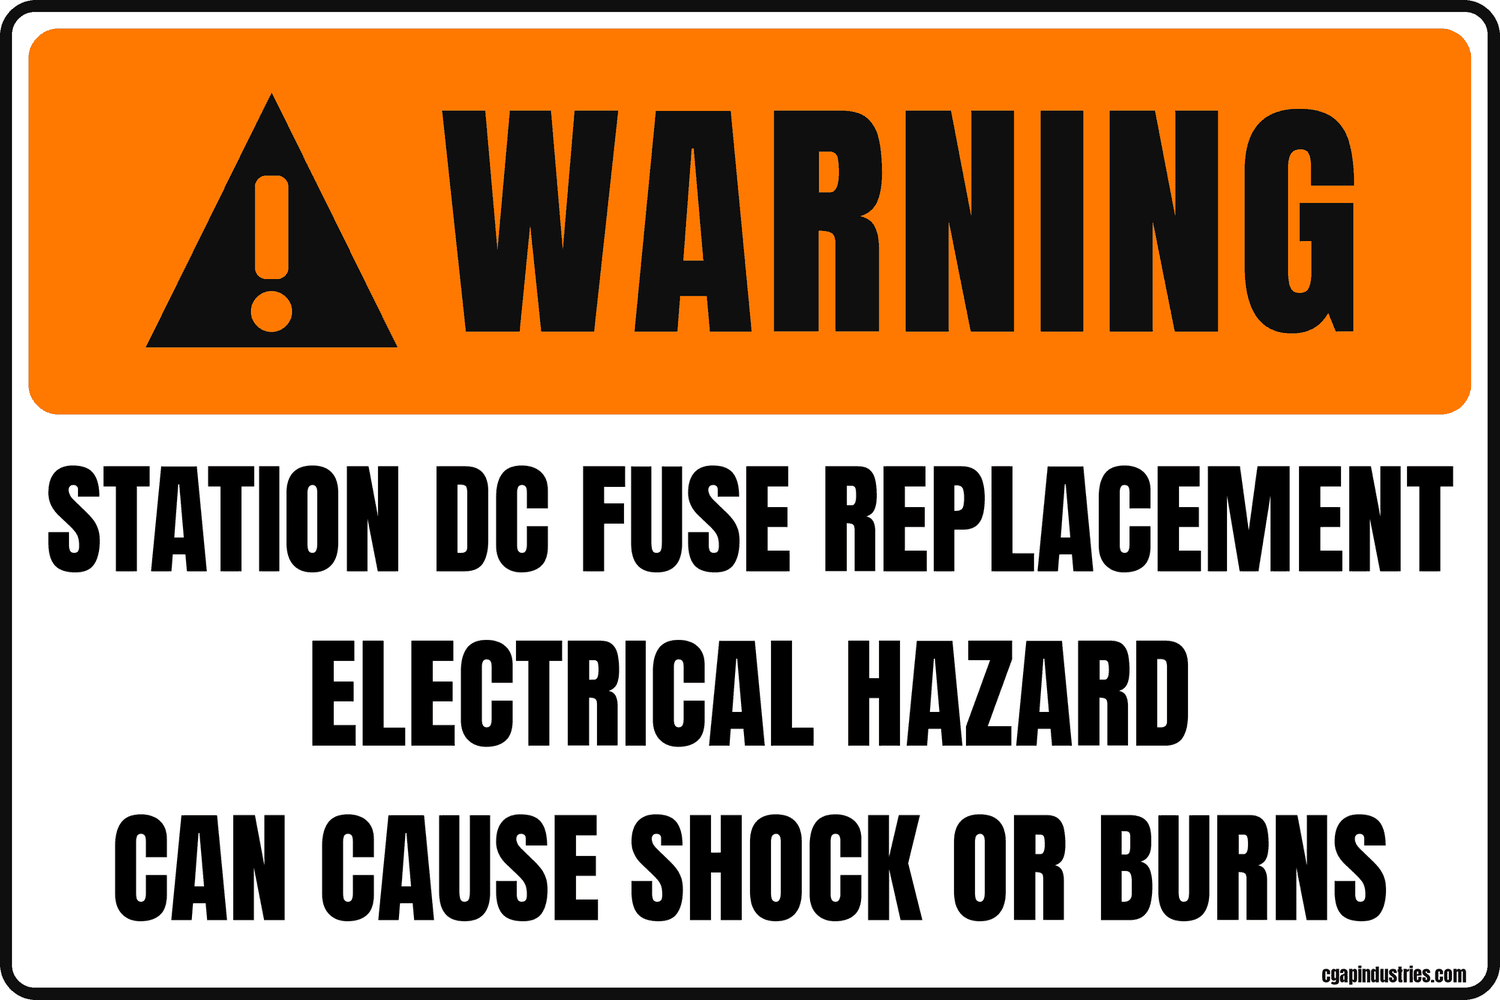 WARNING
STATION DC FUSE REPLACEMENT
ELECTRICAL HAZARD
CAN CAUSE SHOCK OR BURNS
cgapindustries.com